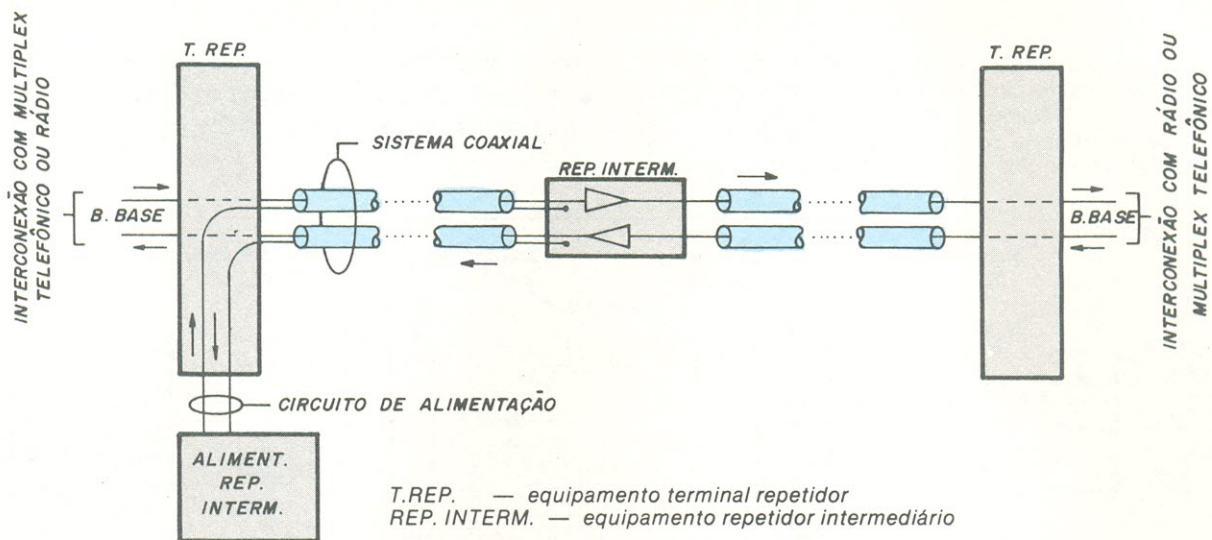 INTERCONEXÃO COM MULTIPLEX
TELEFÔNICO OU RÁDIO
T. REP.
B. BASE
SISTEMA COAXIAL
REP. INTERM.
T. REP.
B. BASE
INTERCONEXÃO COM RÁDIO OU
MULTIPLEX TELEFÔNICO
CIRCUITO DE ALIMENTAÇÃO
ALIMENT.
REP.
INTERM.
T.REP. — equipamento terminal repetidor
REP. INTERM. — equipamento repetidor intermediário